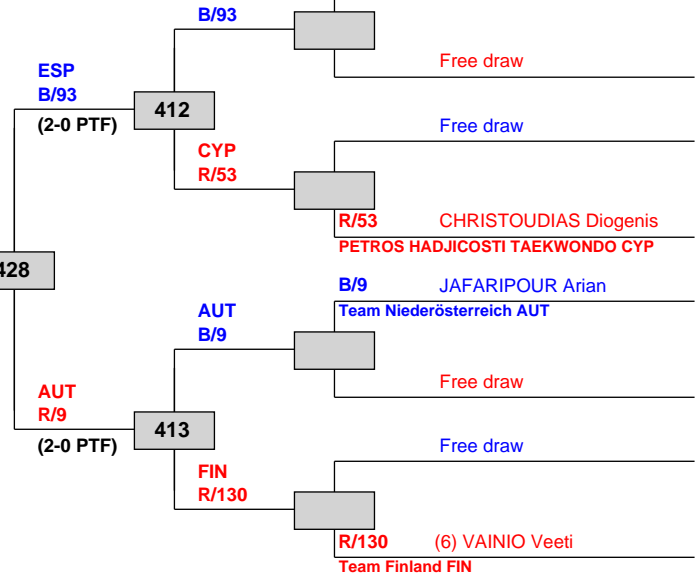 B/93
Free draw
ESP
B/93
(2-0 PTF)
412
Free draw
CYP
R/53
R/53 CHRISTOUDIAS Diogenis
PETROS HADJICOSTI TAEKWONDO CYP
428
B/9 JAFARIPOUR Arian
Team Niederösterreich AUT
AUT
B/9
Free draw
AUT
R/9
(2-0 PTF)
413
Free draw
FIN
R/130
R/130 (6) VAINIO Veeti
Team Finland FIN